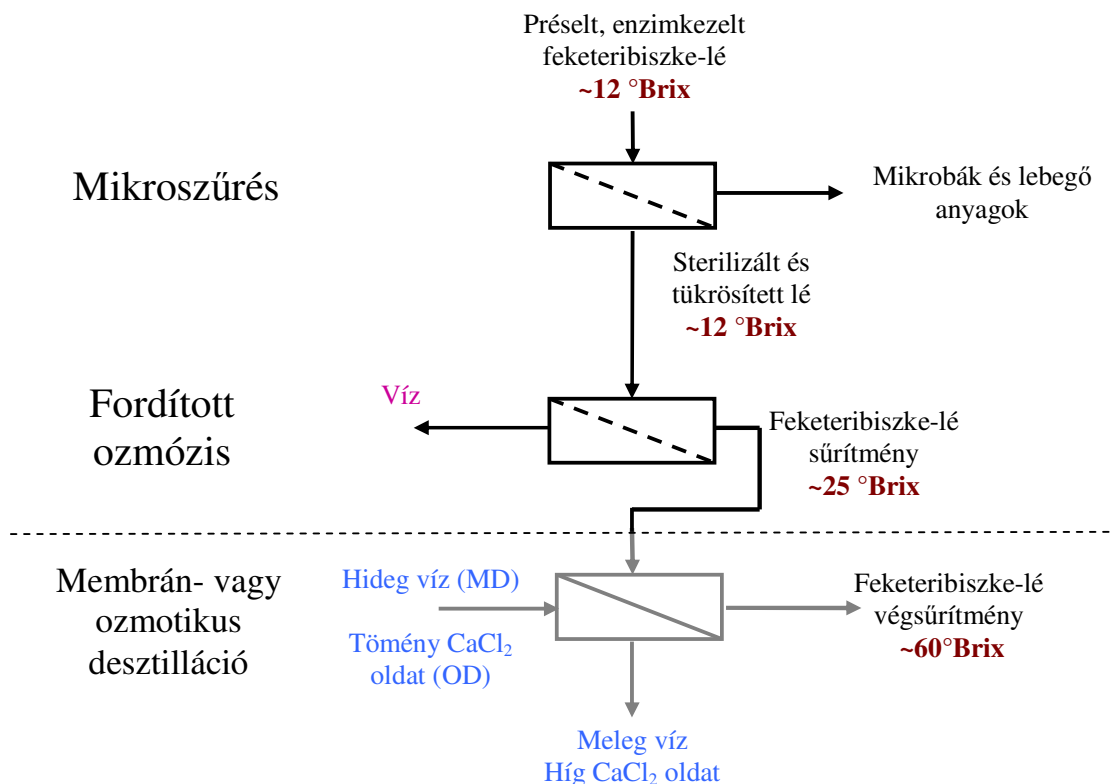 Préselt, enzimkezelt
feketeribiszke-lé
~12 °Brix
Mikroszűrés
Mikrobák és lebegő
anyagok
Sterilizált és
tükrösített lé
~12 °Brix
Fordított
ozmózis
Víz
Feketeribiszke-lé
sűrítmény
~25 °Brix
Membrán- vagy
ozmotikus
desztilláció
Hideg víz (MD)
Tömény CaCl₂
oldat (OD)
Feketeribiszke-lé
végsűrítmény
~60°Brix
Meleg víz
Híg CaCl₂ oldat